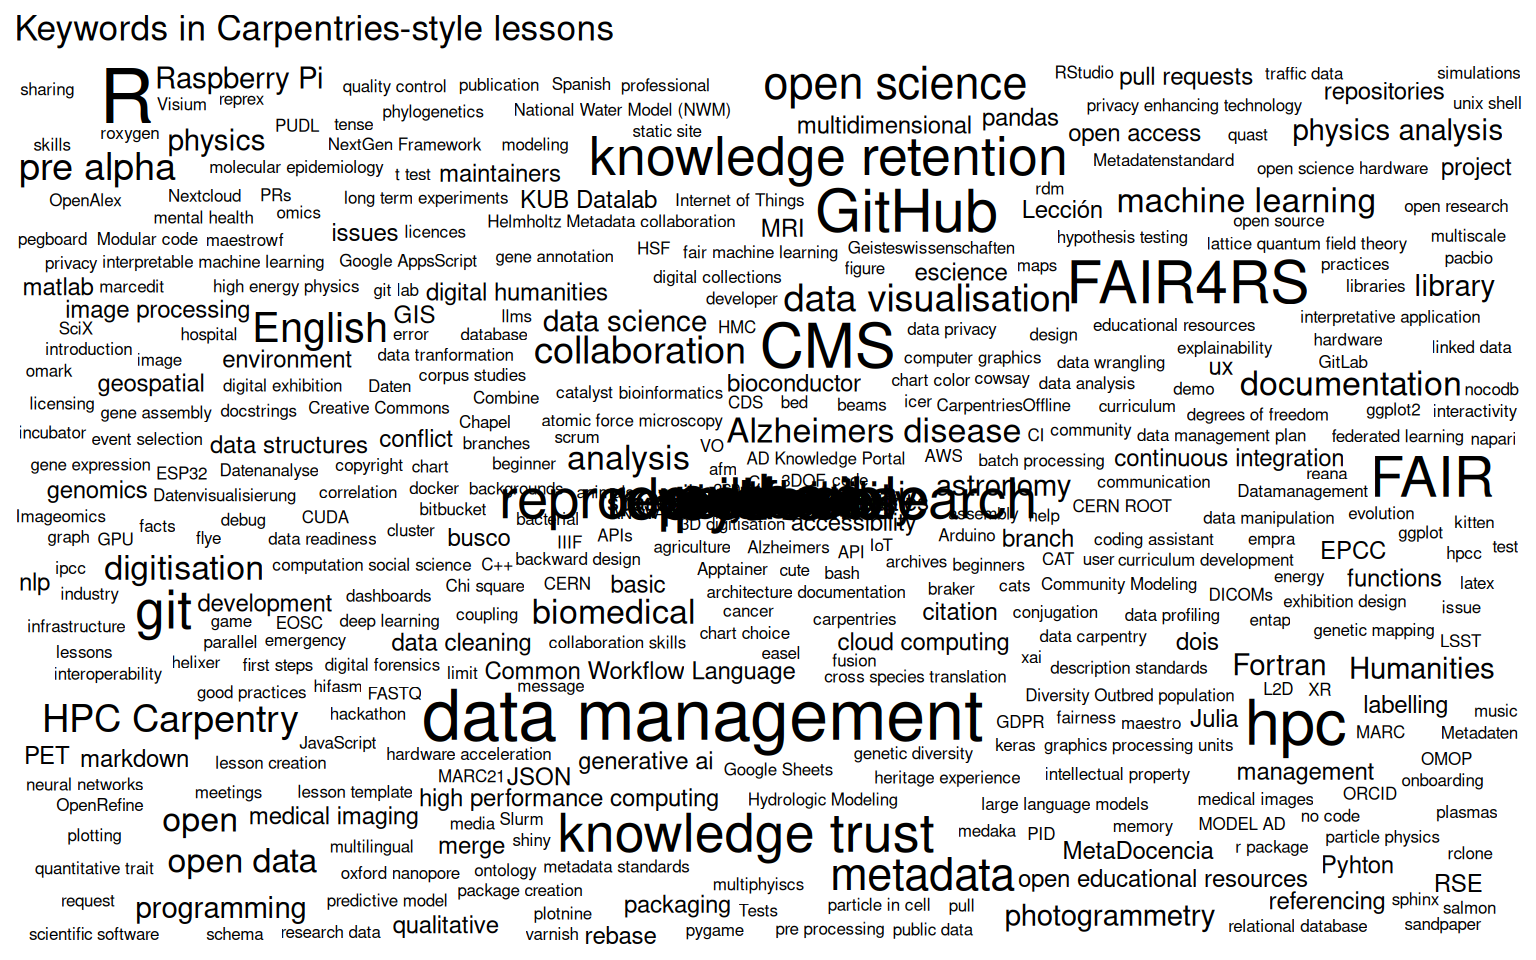 Keywords in Carpentries-style lessons
sharing R Raspberry Pi quality control publication Spanish professional open science RStudio pull requests traffic data simulations
Visium reprex phylogenetics National Water Model (NWM) privacy enhancing technology repositories unix shell
skills roxygen physics PUDL tense static site multidimensional pandas open access quast physics analysis
NextGen Framework modeling knowledge retention
pre alpha molecular epidemiology t test maintainers Metadatenstandard open science hardware project
OpenAlex Nextcloud PRs long term experiments KUB Datalab Internet of Things GitHub rdm Lección machine learning open research
mental health omics Helmholtz Metadata collaboration MRI open source
pegboard Modular code maestrowf issues licences hypothesis testing lattice quantum field theory multiscale
privacy interpretable machine learning Google AppsScript gene annotation HSF fair machine learning Geisteswissenschaften pacbio
figure escience maps FAIR4RS practices
matlab marcedit high energy physics git lab digital humanities digital collections libraries library
developer data visualisation
image processing GIS llms
SciX hospital English error database data science HMC CMS data privacy design educational resources interpretative application
introduction image environment data tranformation collaboration computer graphics data wrangling explainability hardware linked data
omark corpus studies ux GitLab
geospatial digital exhibition Daten Combine catalyst bioinformatics bioconductor chart color cowsay data analysis demo documentation nocodb
licensing gene assembly docstrings Creative Commons CDS bed beams icer CarpentriesOffline curriculum degrees of freedom ggplot2 interactivity
Chapel atomic force microscopy
incubator event selection data structures conflict branches scrum VO Alzheimers disease CI community data management plan federated learning napari
gene expression ESP32 Datenanalyse copyright chart beginner analysis afm AD Knowledge Portal AWS batch processing continuous integration
reana FAIR
genomics Datenvisualisierung correlation docker backgrounds 3DOF code astronomy communication Datamanagement
bitbucket CERN ROOT
Imageomics facts debug CUDA bacterial assembly help data manipulation evolution kitten
3D digitisation accessibility
graph GPU flye data readiness cluster busco IIIF APIs Arduino branch coding assistant empra ggplot
agriculture Alzheimers API IoT EPCC hpcc test
ipcc digitisation computation social science C++ backward design Apptainer cute bash archives beginners CAT user curriculum development
nlp industry Chi square CERN basic braker cats Community Modeling energy functions latex
architecture documentation DICOMs
infrastructure git development dashboards coupling biomedical cancer citation conjugation data profiling exhibition design issue
game EOSC deep learning carpentries entap
parallel emergency data cleaning collaboration skills chart choice cloud computing data carpentry dois genetic mapping LSST
lessons
interoperability helixer first steps digital forensics limit Common Workflow Language easel fusion xai description standards Fortran Humanities
cross species translation
good practices hifasm FASTQ message Diversity Outbred population L2D XR
HPC Carpentry hackathon data management GDPR fairness maestro Julia hpc labelling music
MARC Metadaten
PET markdown JavaScript hardware acceleration genetic diversity keras graphics processing units OMOP
lesson creation MARC21 JSON generative ai Google Sheets heritage experience intellectual property management onboarding
neural networks
OpenRefine meetings lesson template high performance computing Hydrologic Modeling large language models medical images ORCID
plotting open medical imaging media Slurm knowledge trust medaka PID memory MODEL AD no code plasmas
multilingual merge shiny MetaDocencia r package particle physics
quantitative trait open data oxford nanopore ontology metadata standards metadata Pyhton rclone
multiphyiscs open educational resources RSE
request programming predictive model package creation packaging Tests particle in cell pull referencing sphinx salmon
plotnine photogrammetry
scientific software schema research data qualitative varnish rebase pygame pre processing public data relational database sandpaper